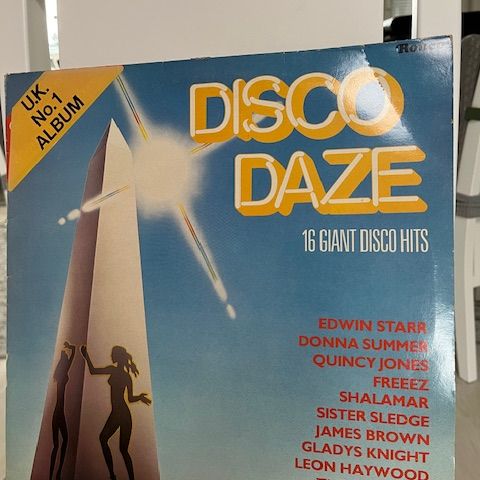 U.K.
No.1
ALBUM
DISCO
DAZE
16 GIANT DISCO HITS
EDWIN STARR
DONNA SUMMER
QUINCY JONES
FREEEZ
SHALAMAR
SISTER SLEDGE
JAMES BROWN
GLADYS KNIGHT
LEON HAYWOOD